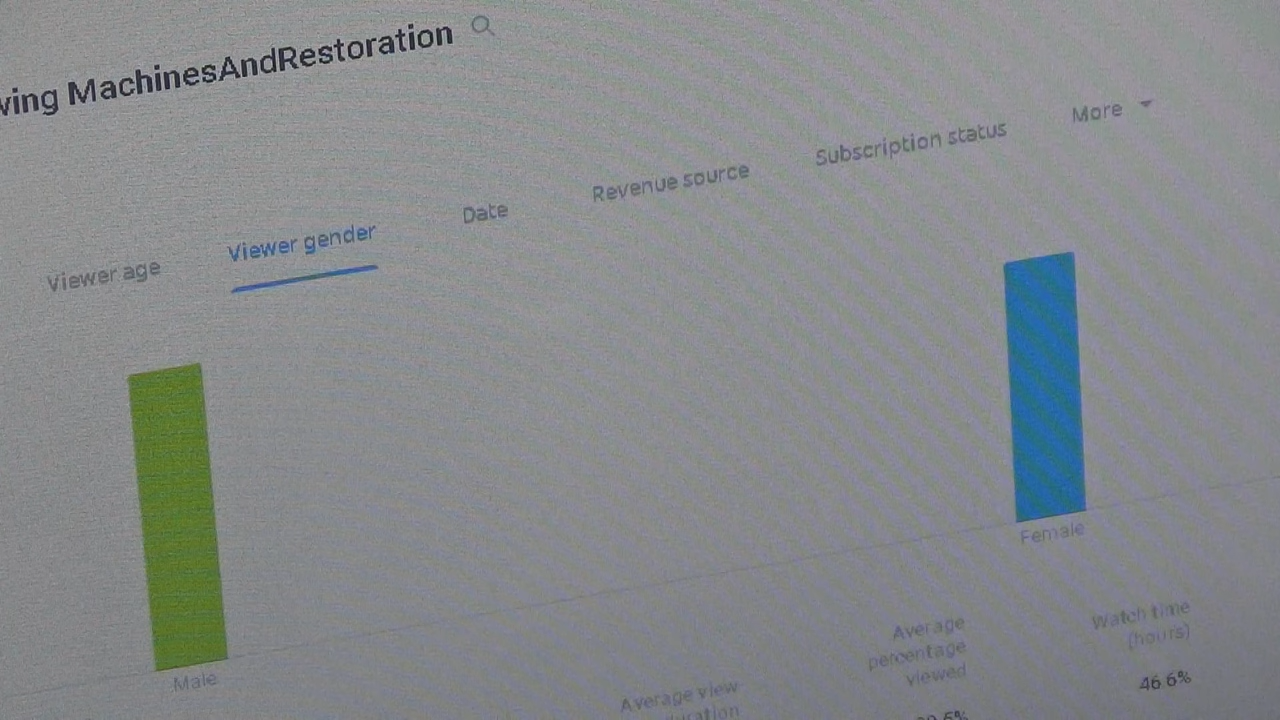 MachinesAndRestoration
Viewer age
Viewer gender
Date
Revenue source
Subscription status
More
Male
Female
Average view
Average
percentage
viewed
Watch time
(hours)
46.6%